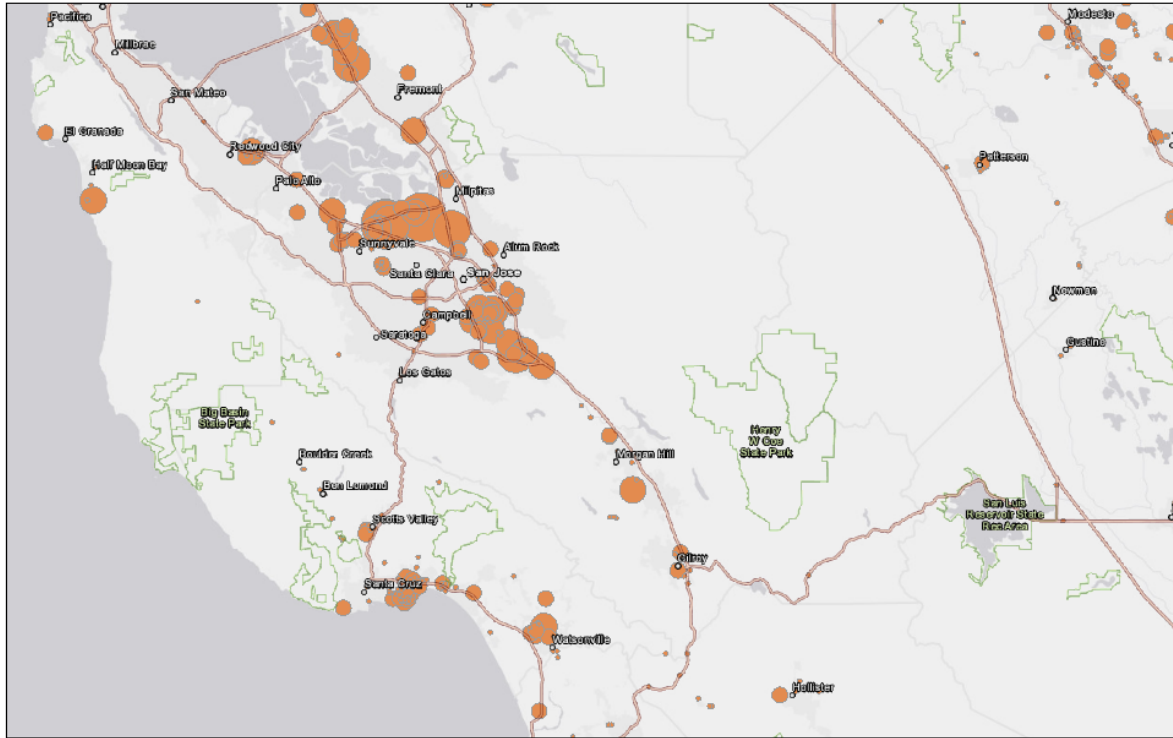 Pacifica
Modesto
Millbrae
San Mateo
Fremont
El Granada
Redwood City
Half Moon Bay
Patterson
Palo Alto
Milpitas
Sunnyvale
Alum Rock
Santa Clara
San Jose
Newman
Campbell
Saratoga
Gustine
Los Gatos
Big Basin
State Park
Henry
W Coe
State Park
Boulder Creek
Morgan Hill
Ben Lomond
San Luis
Reservoir State
Rec Area
Scotts Valley
Gilroy
Santa Cruz
Watsonville
Hollister